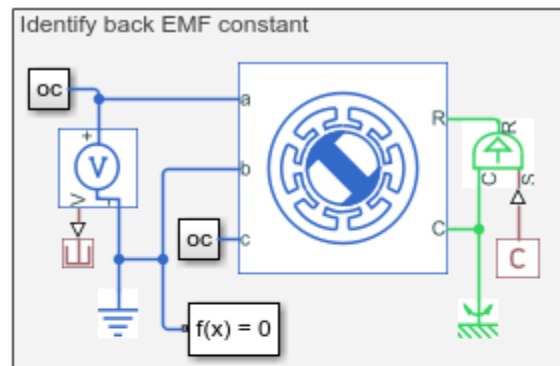 Identify back EMF constant
oc
a
+
V
V
-
b
oc
c
f(x) = 0
R
C
R
C
S
C